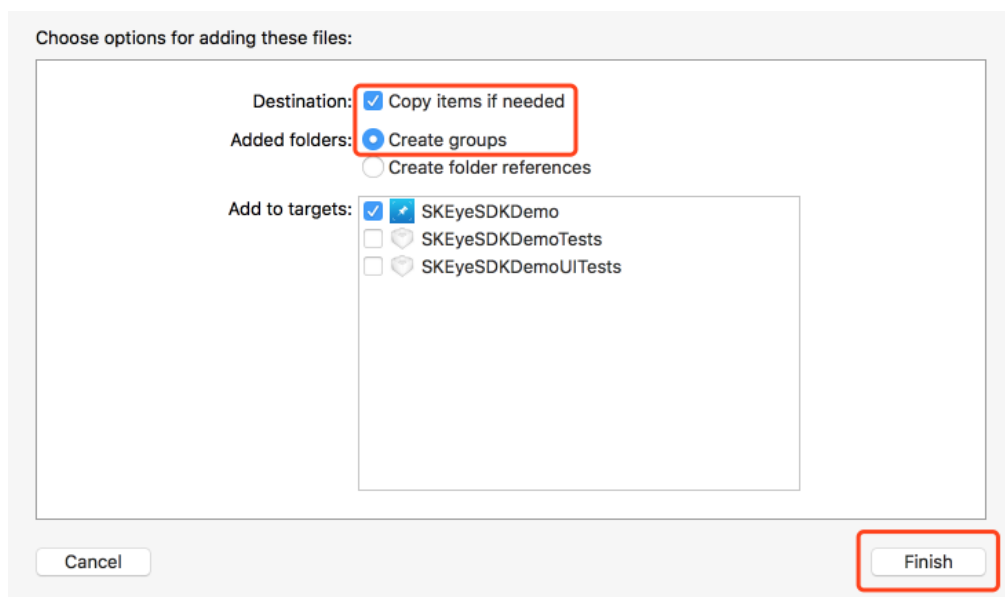 Choose options for adding these files:
Destination: Copy items if needed
Added folders: Create groups
Create folder references
Add to targets: SKEyeSDKDemo
SKEyeSDKDemoTests
SKEyeSDKDemoUITests
Cancel Finish